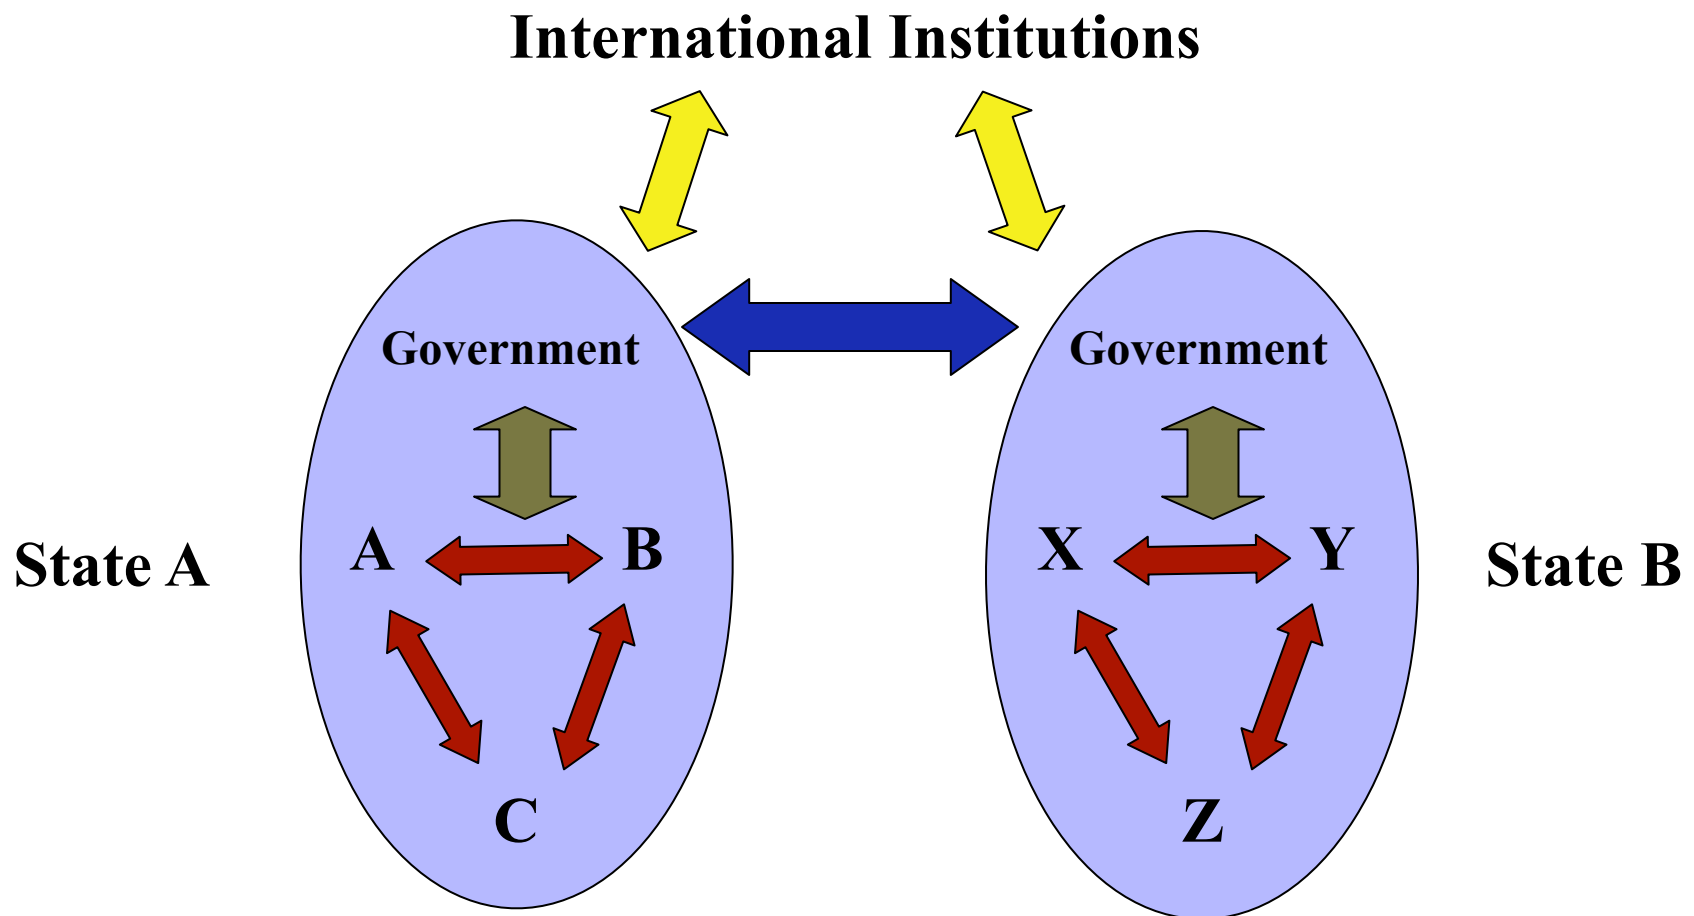 International Institutions
Government
Government
State A
A
B
X
Y
State B
C
Z